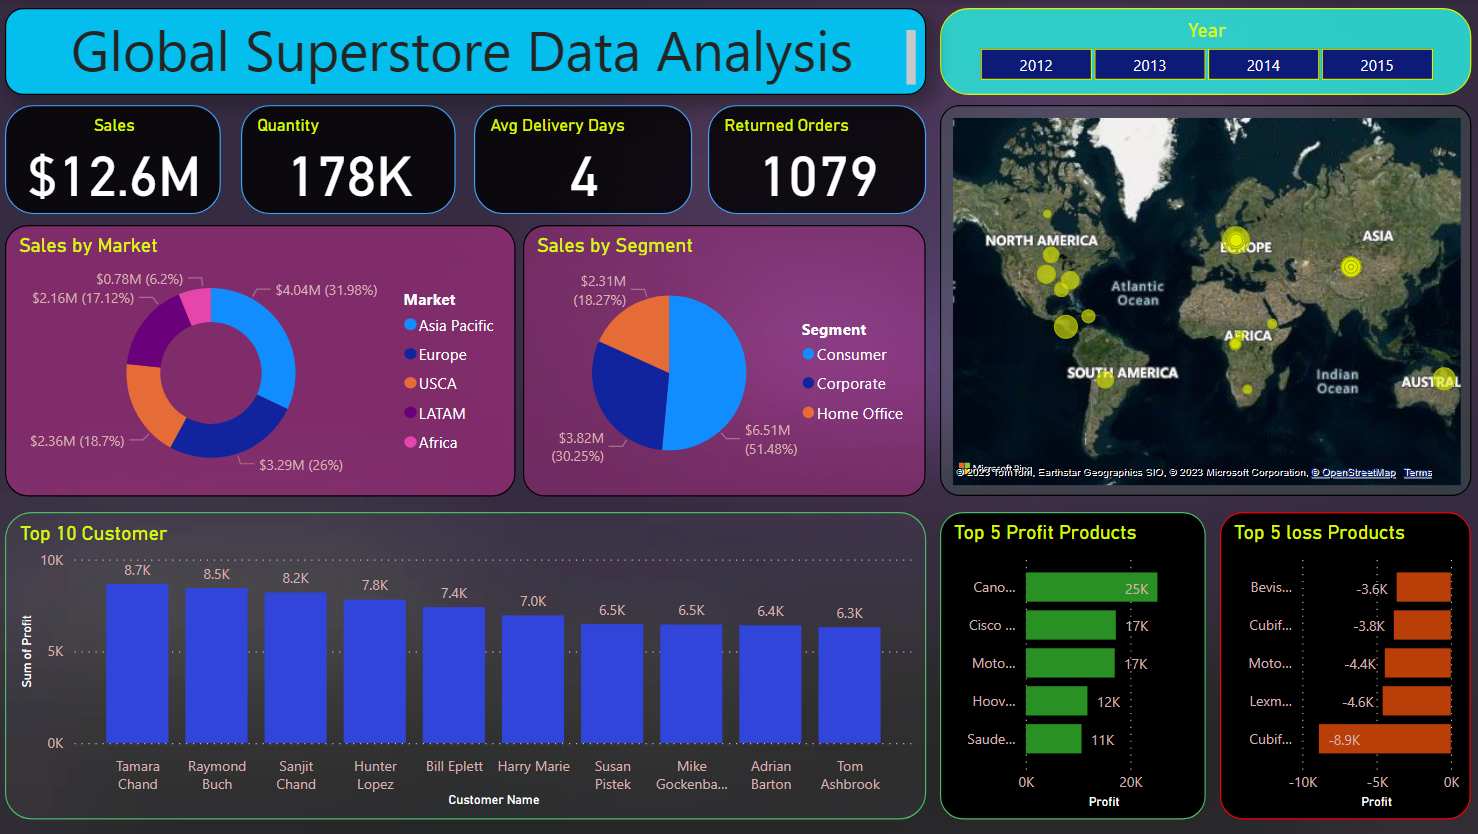 Global Superstore Data Analysis
Year
2012
2013
2014
2015
Sales
$12.6M
Quantity
178K
Avg Delivery Days
4
Returned Orders
1079
Sales by Market
$0.78M (6.2%)
$2.16M (17.12%)
$4.04M (31.98%)
$2.36M (18.7%)
$3.29M (26%)
Market
Asia Pacific
Europe
USCA
LATAM
Africa
Sales by Segment
$2.31M
(18.27%)
$3.82M
(30.25%)
$6.51M
(51.48%)
Segment
Consumer
Corporate
Home Office
NORTH AMERICA
EUROPE
ASIA
Atlantic
Ocean
AFRICA
SOUTH AMERICA
Indian
Ocean
AUSTRAL
Microsoft Bing
© 2023 TomTom, Earthstar Geographics SIO, © 2023 Microsoft Corporation, © OpenStreetMap Terms
Top 10 Customer
Sum of Profit
10K
5K
0K
8.7K
8.5K
8.2K
7.8K
7.4K
7.0K
6.5K
6.5K
6.4K
6.3K
Tamara
Chand
Raymond
Buch
Sanjit
Chand
Hunter
Lopez
Bill Eplett
Harry Marie
Susan
Pistek
Mike
Gockenba...
Adrian
Barton
Tom
Ashbrook
Customer Name
Top 5 Profit Products
Cano...
25K
Cisco ...
17K
Moto...
17K
Hoov...
12K
Saude...
11K
0K
20K
Profit
Top 5 loss Products
Bevis...
-3.6K
Cubif...
-3.8K
Moto...
-4.4K
Lexm...
-4.6K
Cubif...
-8.9K
-10K
-5K
0K
Profit